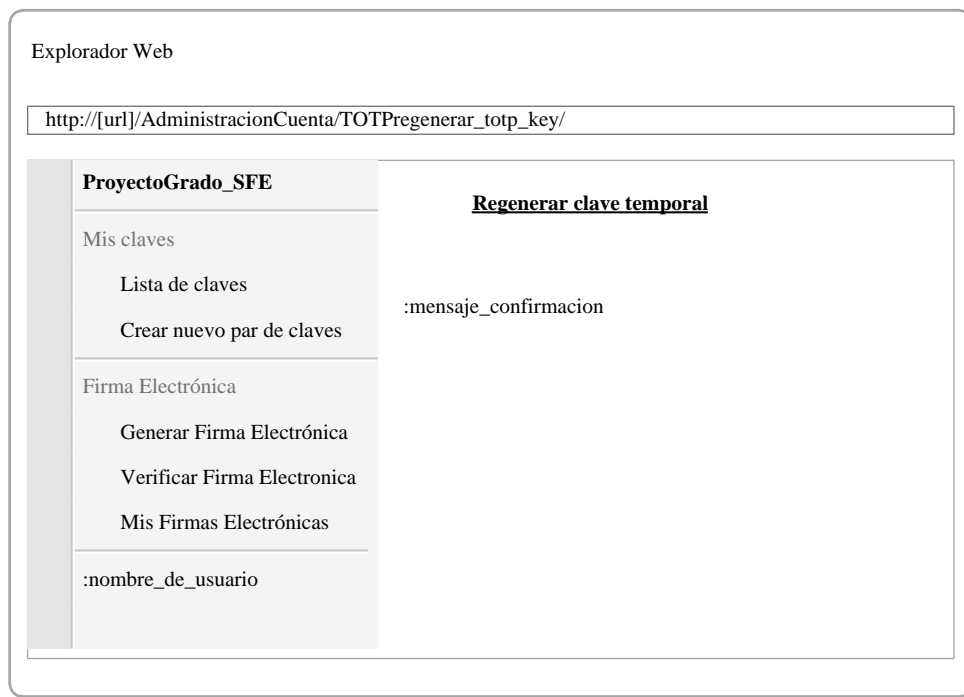 Explorador Web
http://[url]/AdministracionCuenta/TOTPregenerar_totp_key/
ProyectoGrado_SFE
Mis claves
Lista de claves
Crear nuevo par de claves
Firma Electrónica
Generar Firma Electrónica
Verificar Firma Electronica
Mis Firmas Electrónicas
:nombre_de_usuario
Regenerar clave temporal
:mensaje_confirmacion